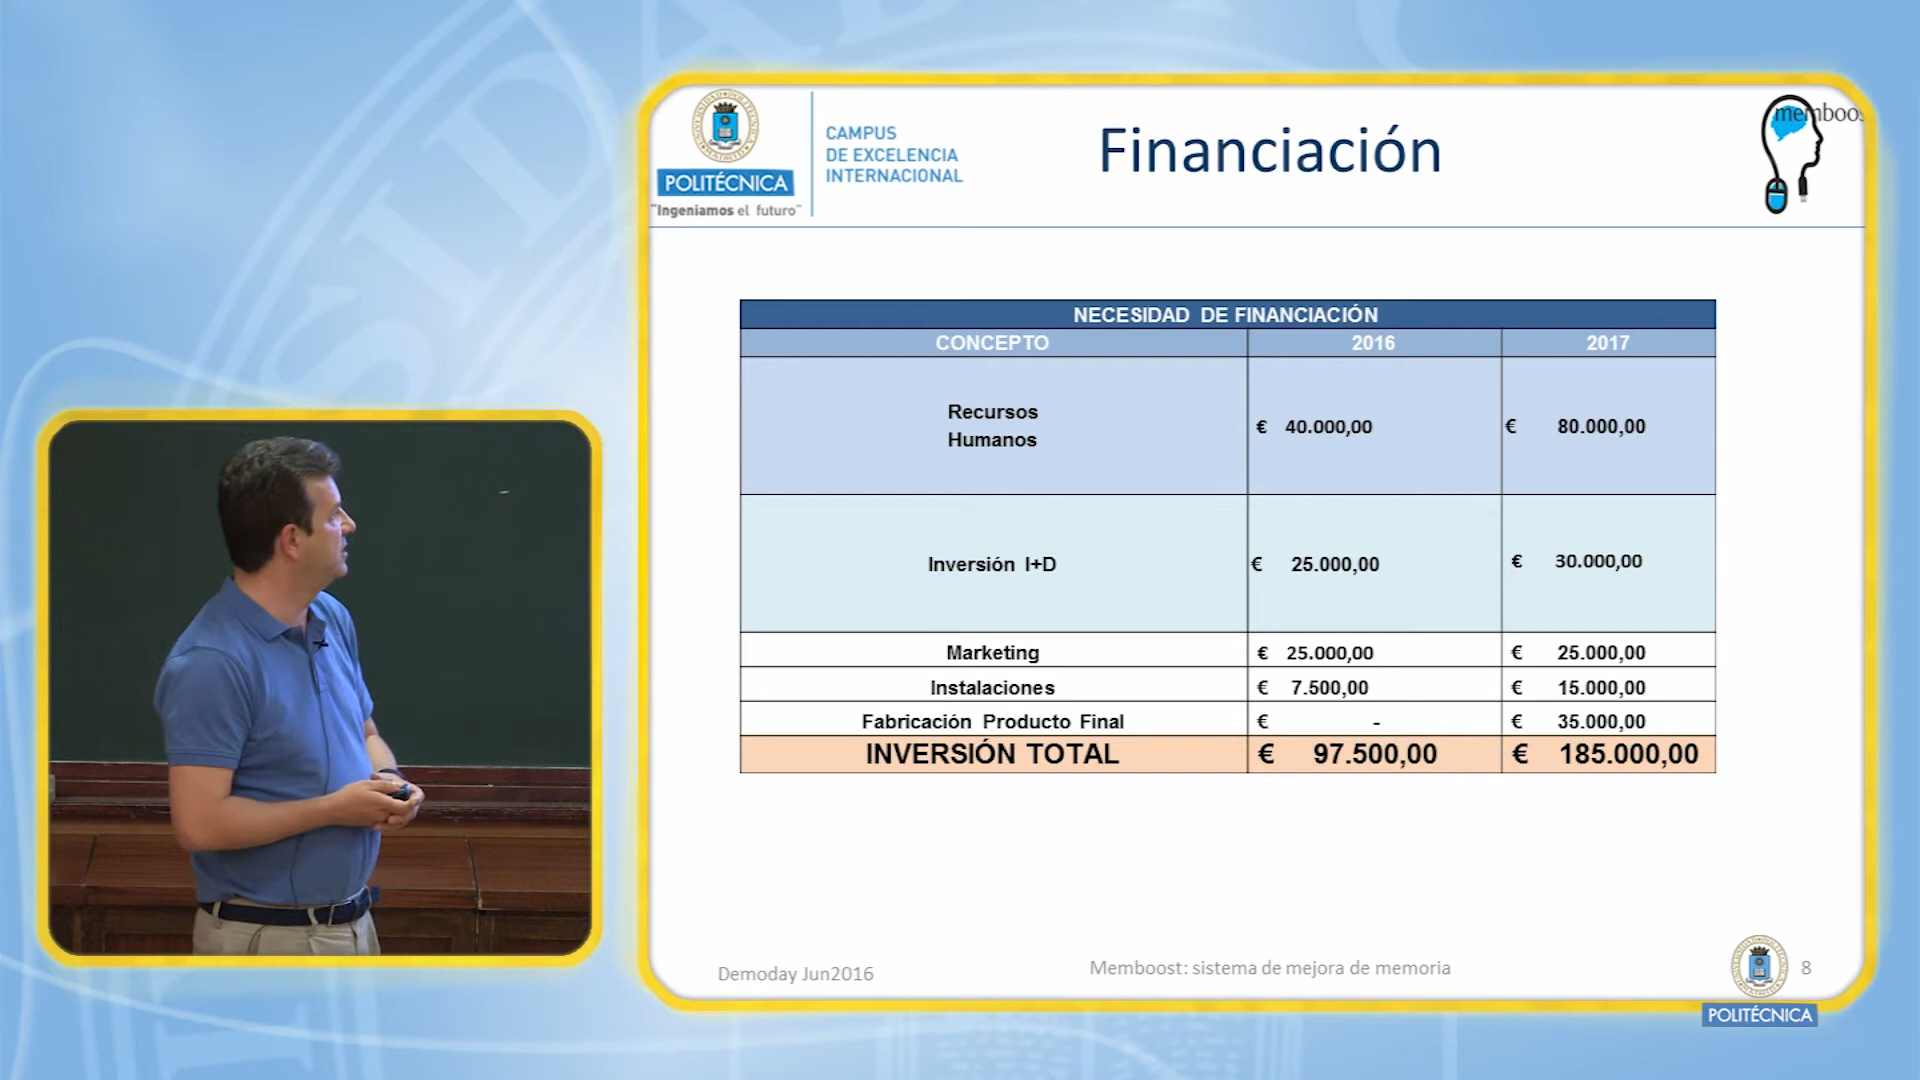 POLITÉCNICA
"Ingeniamos el futuro"
CAMPUS
DE EXCELENCIA
INTERNACIONAL
Financiación
memboos
NECESIDAD DE FINANCIACIÓN
CONCEPTO 2016 2017
Recursos
Humanos € 40.000,00 € 80.000,00
Inversión I+D € 25.000,00 € 30.000,00
Marketing € 25.000,00 € 25.000,00
Instalaciones € 7.500,00 € 15.000,00
Fabricación Producto Final € - € 35.000,00
INVERSIÓN TOTAL € 97.500,00 € 185.000,00
Demoday Jun2016
Memboost: sistema de mejora de memoria
8
POLITÉCNICA